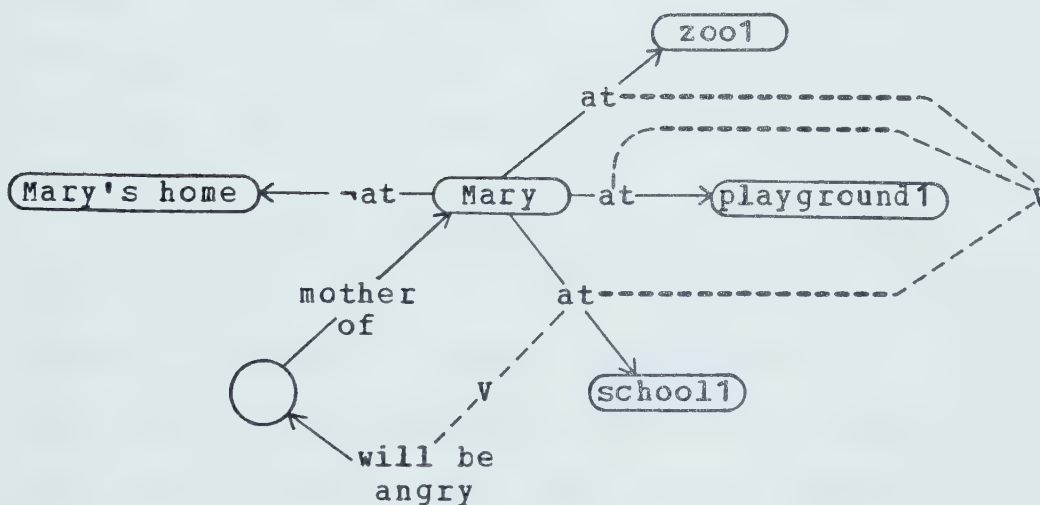 zoo1
at
Mary's home ¬at Mary at playground1 V
mother
of
at
V
school1
will be
angry